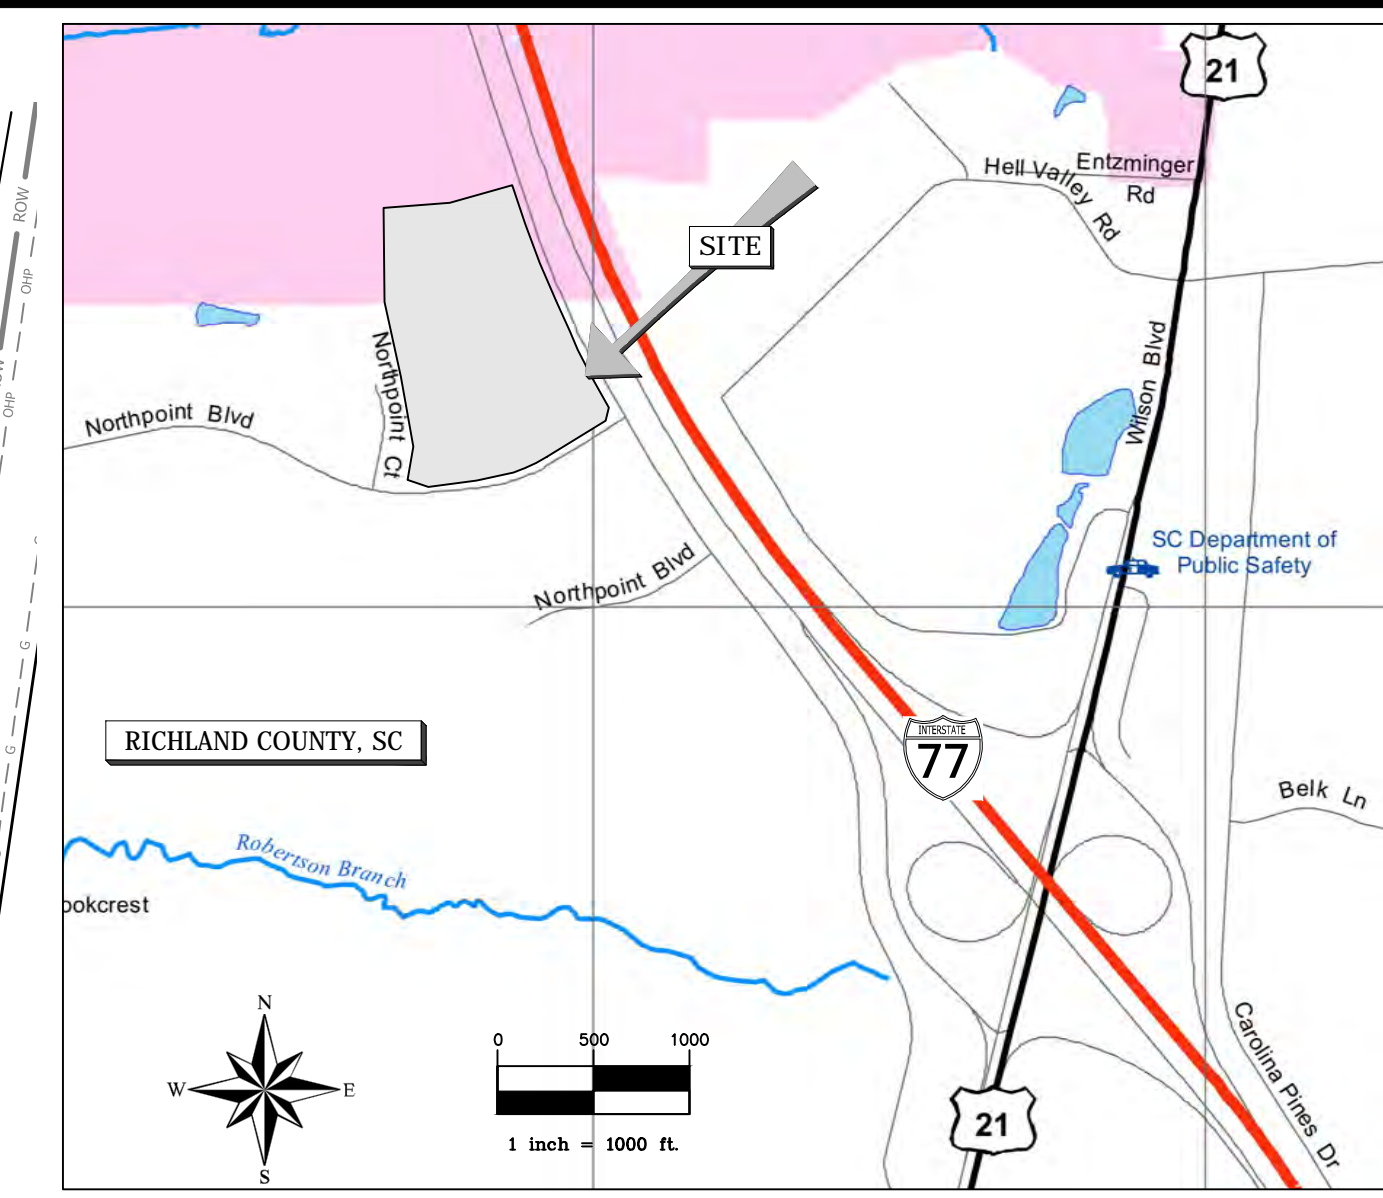 21
Entzminger
Rd
Hell Valley Rd
ROW
OHP
SITE
Wilson Blvd
Northpoint Ct
Northpoint Blvd
OHP
SC Department of
Public Safety
Northpoint Blvd
G
RICHLAND COUNTY, SC
INTERSTATE
77
G
Belk Ln
Robertson Branch
ookcrest
N
W
E
S
0 500 1000
1 inch = 1000 ft.
21
Carolina Pines Dr